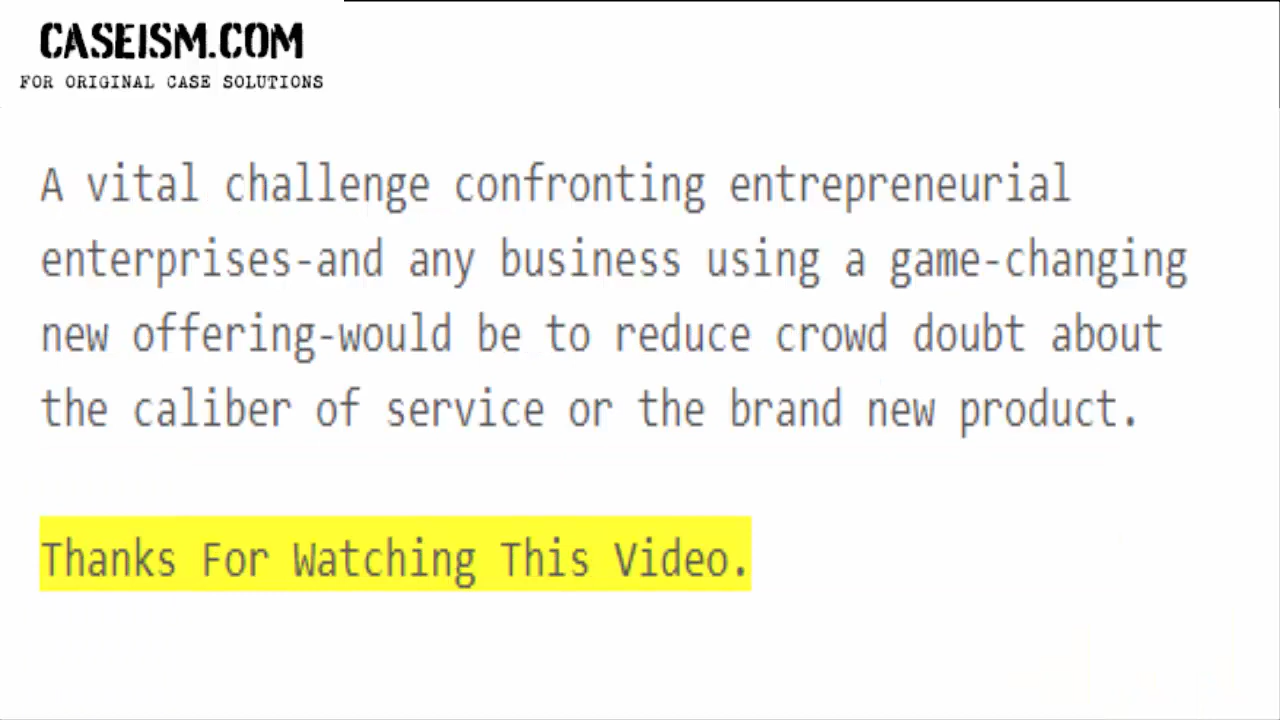 CASEISM.COM
FOR ORIGINAL CASE SOLUTIONS
A vital challenge confronting entrepreneurial
enterprises-and any business using a game-changing
new offering-would be to reduce crowd doubt about
the caliber of service or the brand new product.
Thanks For Watching This Video.